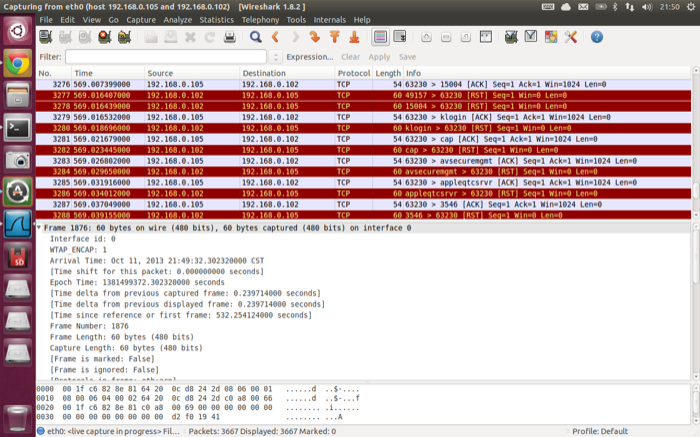 Capturing from eth0 (host 192.168.0.105 and 192.168.0.102) [Wireshark 1.8.2 ] 21:50
File Edit View Go Capture Analyze Statistics Telephony Tools Internals Help
Filter: Expression... Clear Apply Save
No. Time Source Destination Protocol Length Info
3276 569.007399000 192.168.0.105 192.168.0.102 TCP 54 63230 > 15004 [ACK] Seq=1 Ack=1 Win=1024 Len=0
3277 569.016407000 192.168.0.102 192.168.0.105 TCP 60 49157 > 63230 [RST] Seq=1 Win=0 Len=0
3278 569.016439000 192.168.0.102 192.168.0.105 TCP 60 15004 > 63230 [RST] Seq=1 Win=0 Len=0
3279 569.016532000 192.168.0.105 192.168.0.102 TCP 54 63230 > klogin [ACK] Seq=1 Ack=1 Win=1024 Len=0
3280 569.018696000 192.168.0.102 192.168.0.105 TCP 60 klogin > 63230 [RST] Seq=1 Win=0 Len=0
3281 569.021679000 192.168.0.105 192.168.0.102 TCP 54 63230 > cap [ACK] Seq=1 Ack=1 Win=1024 Len=0
3282 569.023445000 192.168.0.102 192.168.0.105 TCP 60 cap > 63230 [RST] Seq=1 Win=0 Len=0
3283 569.026802000 192.168.0.105 192.168.0.102 TCP 54 63230 > avsecuremgmt [ACK] Seq=1 Ack=1 Win=1024 Len=0
3284 569.029650000 192.168.0.102 192.168.0.105 TCP 60 avsecuremgmt > 63230 [RST] Seq=1 Win=0 Len=0
3285 569.031916000 192.168.0.105 192.168.0.102 TCP 54 63230 > appleqtcsrvr [ACK] Seq=1 Ack=1 Win=1024 Len=0
3286 569.034012000 192.168.0.102 192.168.0.105 TCP 60 appleqtcsrvr > 63230 [RST] Seq=1 Win=0 Len=0
3287 569.037049000 192.168.0.105 192.168.0.102 TCP 54 63230 > 3546 [ACK] Seq=1 Ack=1 Win=1024 Len=0
3288 569.039155000 192.168.0.102 192.168.0.105 TCP 60 3546 > 63230 [RST] Seq=1 Win=0 Len=0
Frame 1876: 60 bytes on wire (480 bits), 60 bytes captured (480 bits) on interface 0
Interface id: 0
WTAP_ENCAP: 1
Arrival Time: Oct 11, 2013 21:49:32.302320000 CST
[Time shift for this packet: 0.000000000 seconds]
Epoch Time: 1381499372.302320000 seconds
[Time delta from previous captured frame: 0.239714000 seconds]
[Time delta from previous displayed frame: 0.239714000 seconds]
[Time since reference or first frame: 532.254124000 seconds]
Frame Number: 1876
Frame Length: 60 bytes (480 bits)
Capture Length: 60 bytes (480 bits)
[Frame is marked: False]
[Frame is ignored: False]
[Protocols in frame: eth:arp]
0000 00 1f c6 82 8e 81 64 20 0c d8 24 2d 08 06 00 01 ......d ..$-....
0010 08 00 06 04 00 02 64 20 0c d8 24 2d c0 a8 00 66 ......d ..$-...f
0020 00 1f c6 82 8e 81 c0 a8 00 69 00 00 00 00 00 00 ........ .i......
0030 00 00 00 00 00 00 00 00 d2 f0 19 41 ........ ...A
eth0: <live capture in progress> Fil... Packets: 3667 Displayed: 3667 Marked: 0 Profile: Default